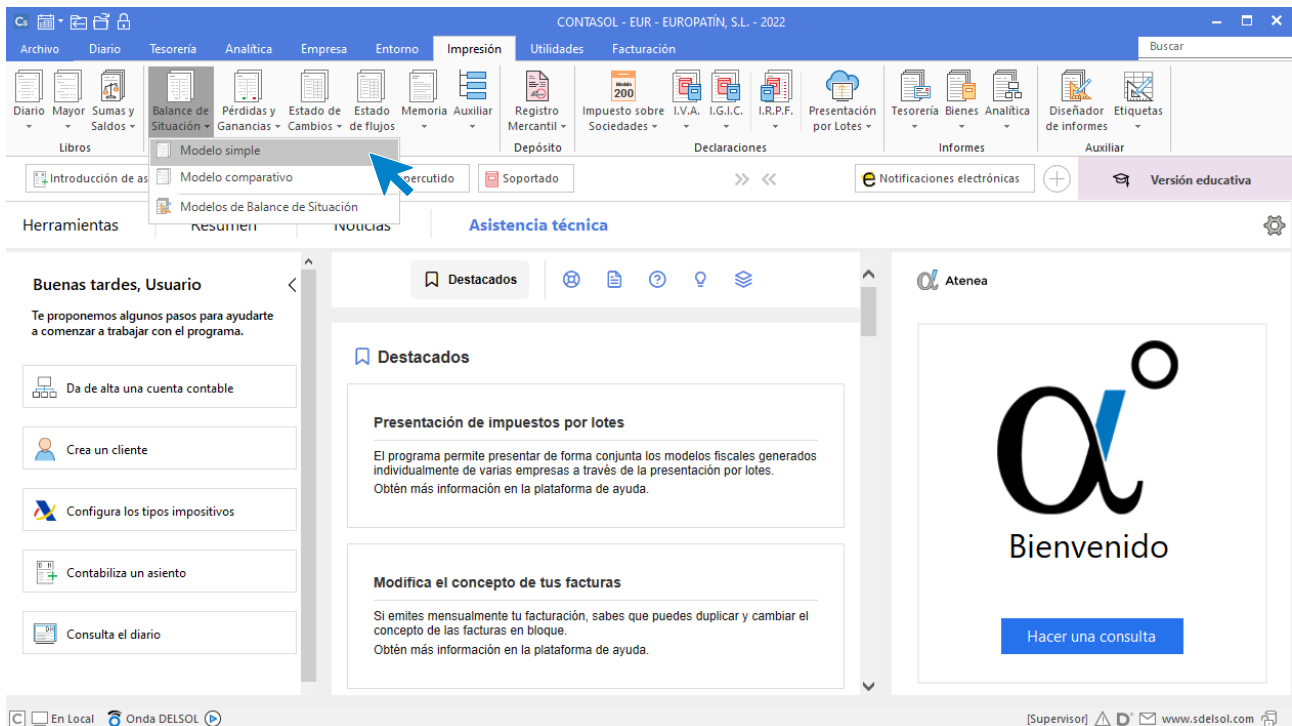 Cs
CONTASOL - EUR - EUROPATÍN, S.L. - 2022
Archivo Diario Tesorería Analítica Empresa Entorno Impresión Utilidades Facturación Buscar
Diario Mayor Sumas y Saldos
Balance de Situación Pérdidas y Ganancias Estado de Cambios Estado de flujos Memoria Auxiliar
Registro Mercantil
Modelo 200
Impuesto sobre Sociedades I.V.A. I.G.I.C. I.R.P.F. Presentación por Lotes
Tesorería Bienes Analítica
Diseñador de informes Etiquetas
Libros Depósito Declaraciones Informes Auxiliar
Modelo simple
Modelo comparativo
Modelos de Balance de Situación
Introducción de as percutido Soportado Notificaciones electrónicas Versión educativa
Herramientas Resumen Noticias Asistencia técnica
Buenas tardes, Usuario
Te proponemos algunos pasos para ayudarte
a comenzar a trabajar con el programa.
Da de alta una cuenta contable
Crea un cliente
Configura los tipos impositivos
Contabiliza un asiento
Consulta el diario
Destacados
Destacados
Presentación de impuestos por lotes
El programa permite presentar de forma conjunta los modelos fiscales generados
individualmente de varias empresas a través de la presentación por lotes.
Obtén más información en la plataforma de ayuda.
Modifica el concepto de tus facturas
Si emites mensualmente tu facturación, sabes que puedes duplicar y cambiar el
concepto de las facturas en bloque.
Obtén más información en la plataforma de ayuda.
Atenea
Bienvenido
Hacer una consulta
C En Local Onda DELSOL
[Supervisor] D www.sdelsol.com